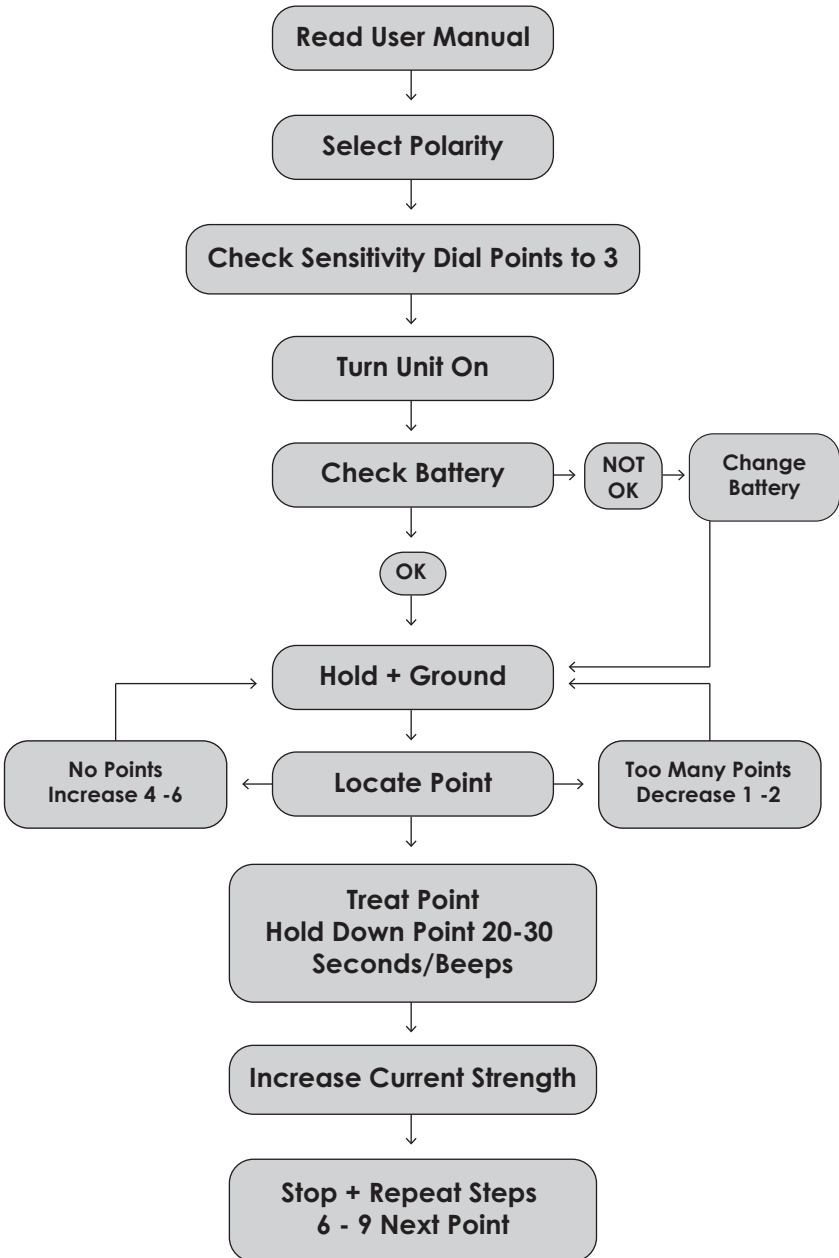 Read User Manual
Select Polarity
Check Sensitivity Dial Points to 3
Turn Unit On
Check Battery
NOT
OK
Change
Battery
OK
Hold + Ground
No Points
Increase 4 -6
Locate Point
Too Many Points
Decrease 1 -2
Treat Point
Hold Down Point 20-30
Seconds/Beeps
Increase Current Strength
Stop + Repeat Steps
6 - 9 Next Point